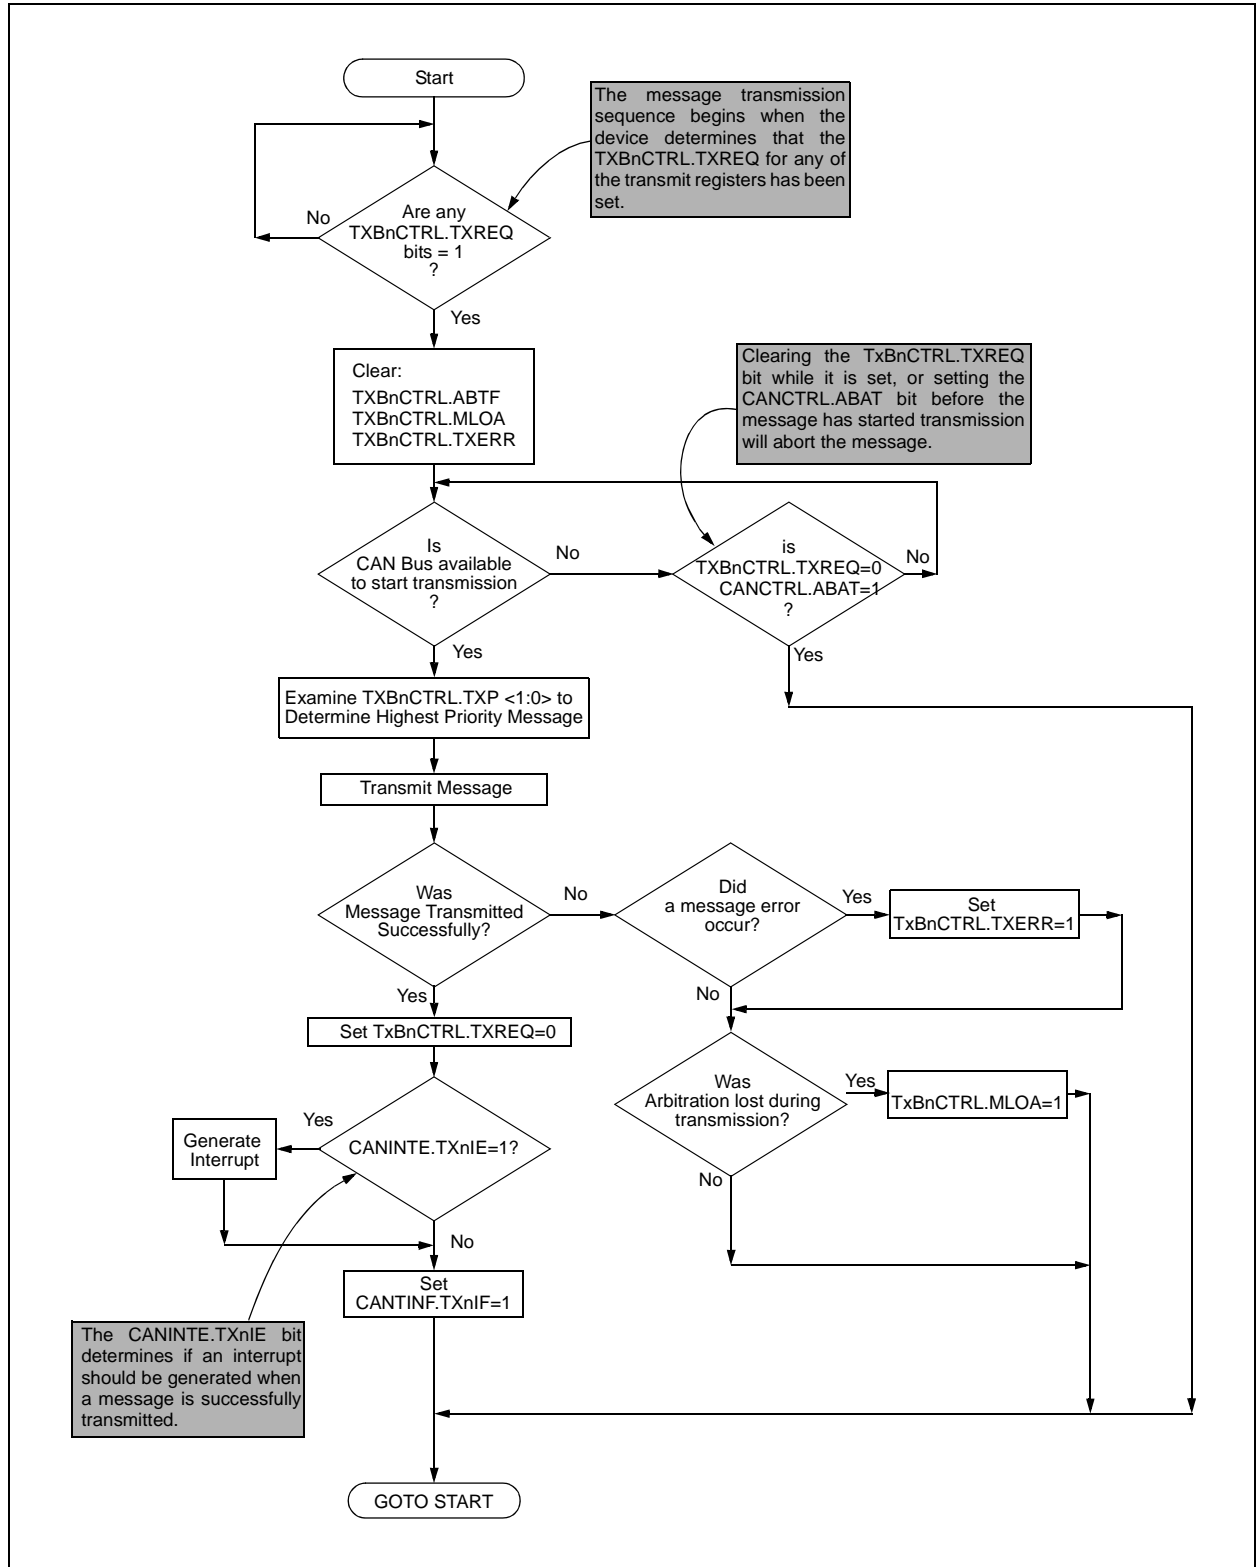 Start
The message transmission
sequence begins when the
device determines that the
TXBnCTRL.TXREQ for any of
the transmit registers has been
set.
No
Are any
TXBnCTRL.TXREQ
bits = 1
?
Yes
Clear:
TXBnCTRL.ABTF
TXBnCTRL.MLOA
TXBnCTRL.TXERR
Clearing the TxBnCTRL.TXREQ
bit while it is set, or setting the
CANCTRL.ABAT bit before the
message has started transmission
will abort the message.
Is
CAN Bus available
to start transmission
?
No
is
TXBnCTRL.TXREQ=0
CANCTRL.ABAT=1
?
No
Yes
Yes
Examine TXBnCTRL.TXP <1:0> to
Determine Highest Priority Message
Transmit Message
Was
Message Transmitted
Successfully?
No
Did
a message error
occur?
Yes
Set
TxBnCTRL.TXERR=1
Yes
No
Set TxBnCTRL.TXREQ=0
Was
Arbitration lost during
transmission?
Yes
TxBnCTRL.MLOA=1
No
Yes
CANINTE.TXnIE=1?
Generate
Interrupt
No
Set
CANTINF.TXnIF=1
The CANINTE.TXnIE bit
determines if an interrupt
should be generated when
a message is successfully
transmitted.
GOTO START